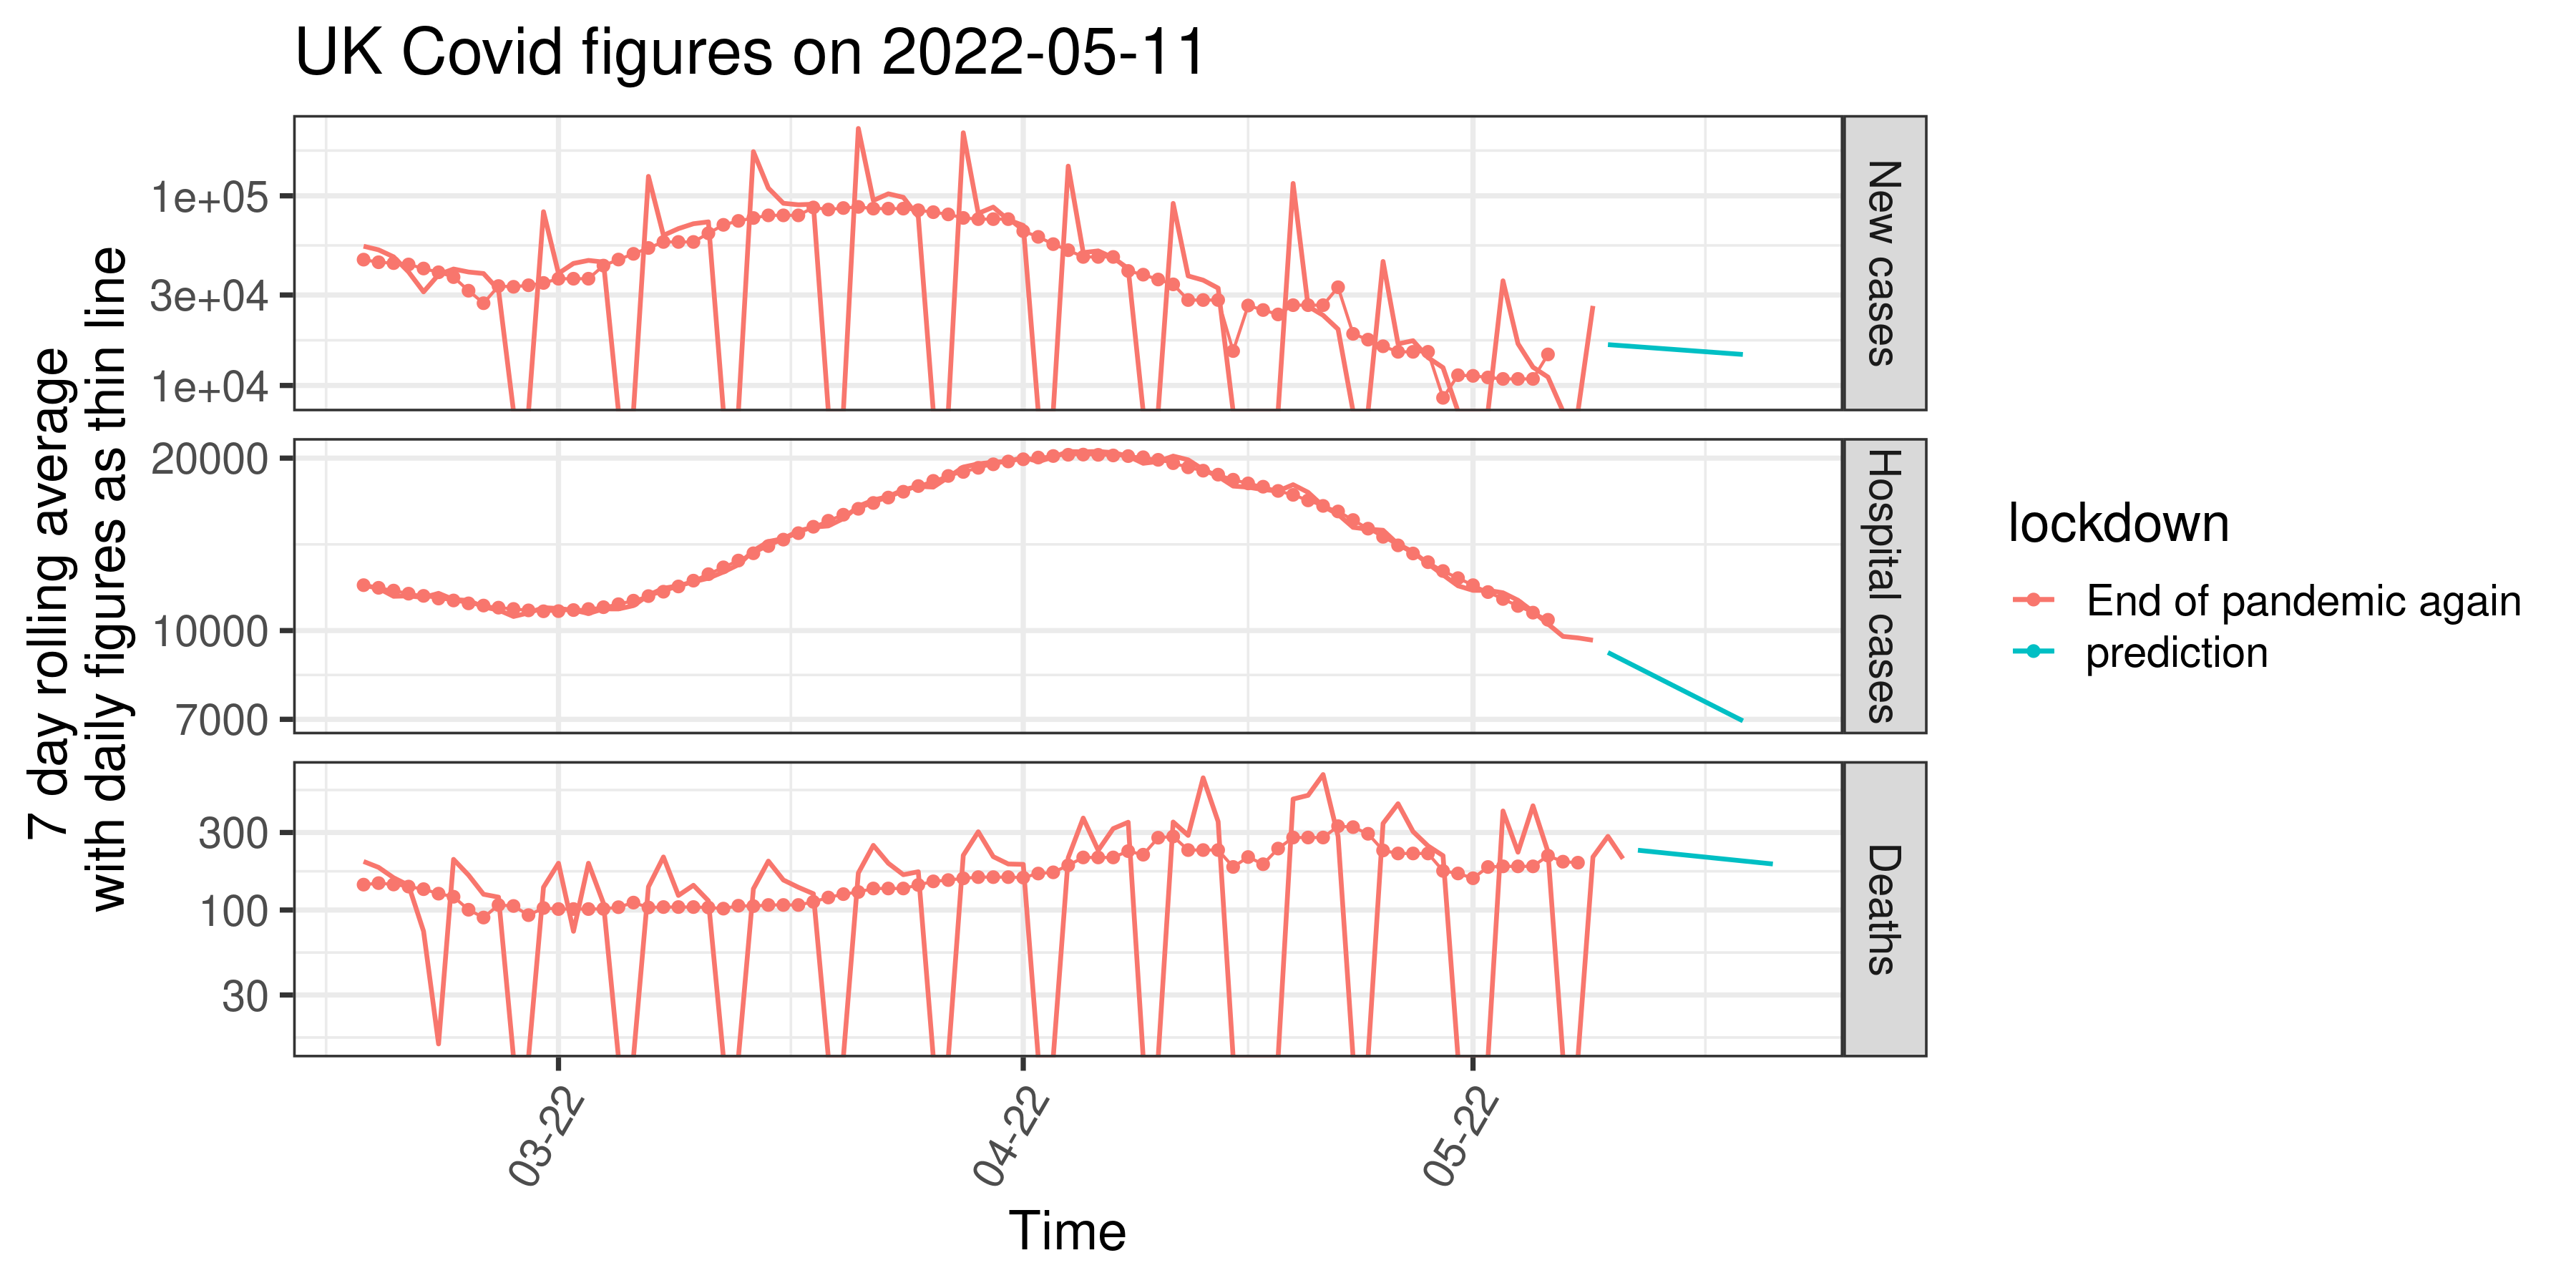 UK Covid figures on 2022-05-11
7 day rolling average
with daily figures as thin line
1e+05
3e+04
1e+04
New cases
20000
10000
7000
Hospital cases
300
100
30
Deaths
03-22
04-22
05-22
Time
lockdown
End of pandemic again
prediction